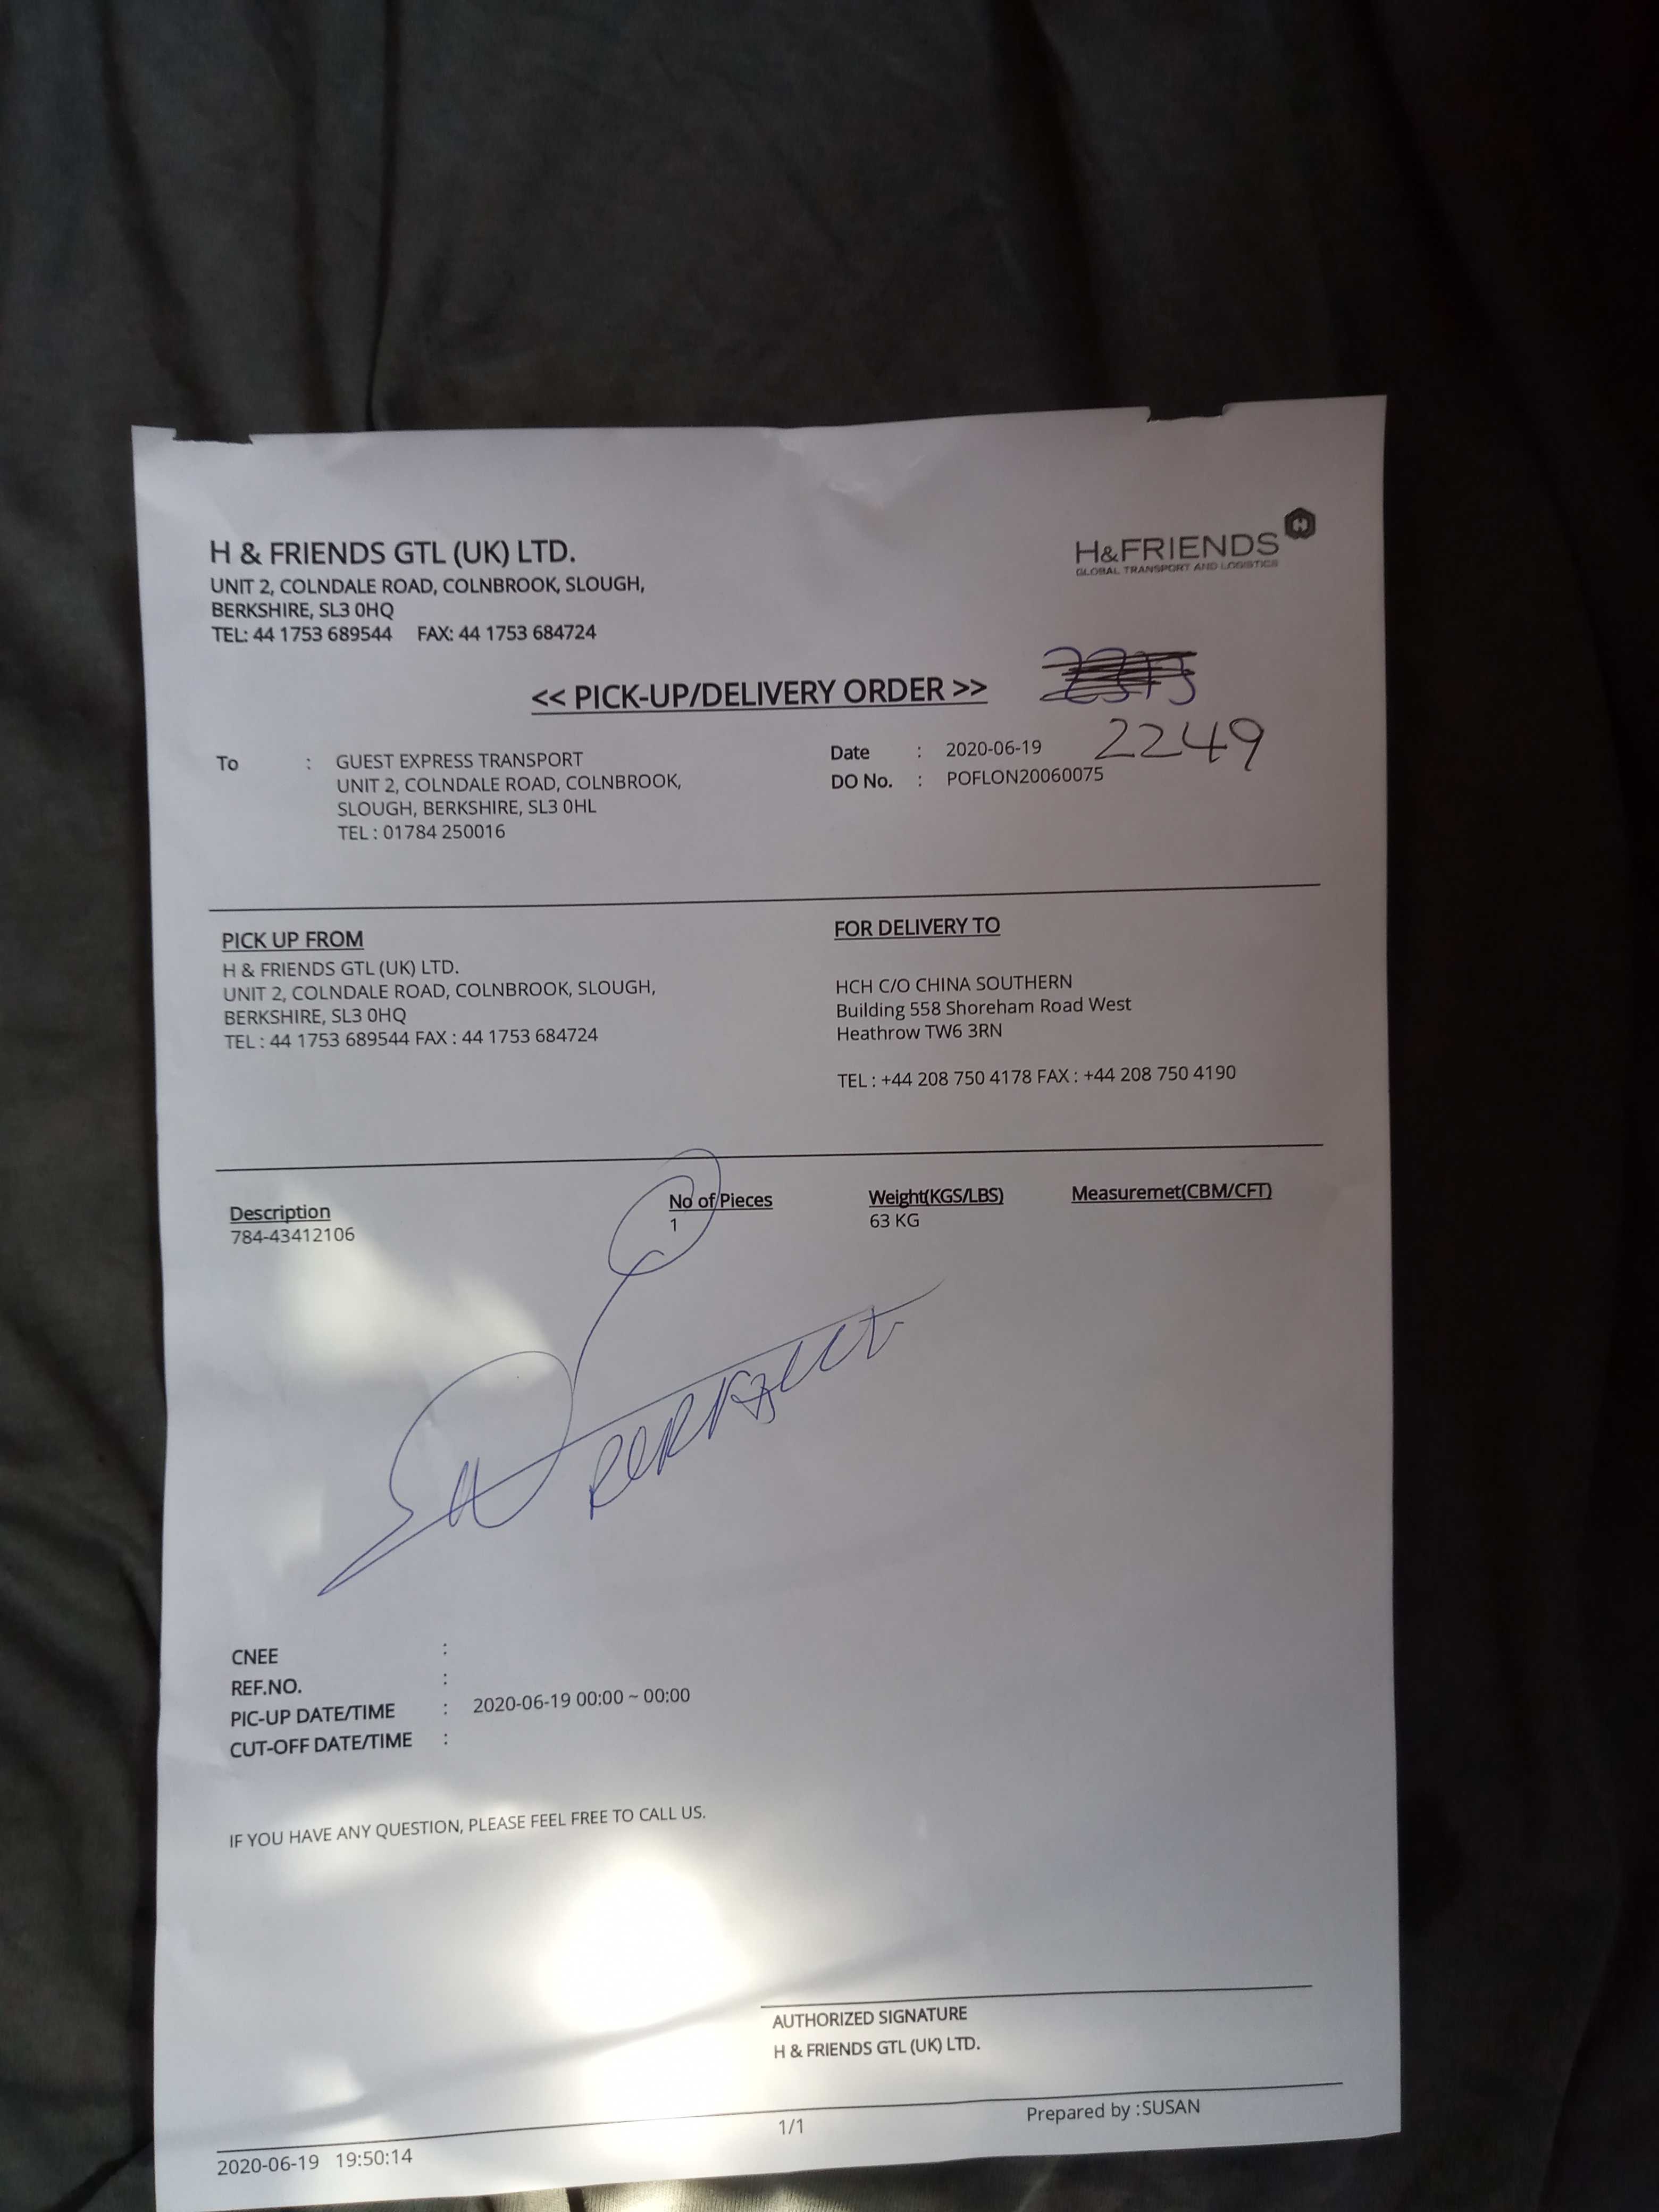 H & FRIENDS GTL (UK) LTD.
UNIT 2, COLNDALE ROAD, COLNBROOK, SLOUGH,
BERKSHIRE, SL3 0HQ
TEL: 44 1753 689544 FAX: 44 1753 684724
H&FRIENDS
GLOBAL TRANSPORT AND LOGISTICS
<< PICK-UP/DELIVERY ORDER >>
2249
To : GUEST EXPRESS TRANSPORT
UNIT 2, COLNDALE ROAD, COLNBROOK,
SLOUGH, BERKSHIRE, SL3 0HL
TEL : 01784 250016
Date : 2020-06-19
DO No. : POFLON20060075
PICK UP FROM
H & FRIENDS GTL (UK) LTD.
UNIT 2, COLNDALE ROAD, COLNBROOK, SLOUGH,
BERKSHIRE, SL3 0HQ
TEL : 44 1753 689544 FAX : 44 1753 684724
FOR DELIVERY TO
HCH C/O CHINA SOUTHERN
Building 558 Shoreham Road West
Heathrow TW6 3RN
TEL : +44 208 750 4178 FAX : +44 208 750 4190
Description No of Pieces Weight(KGS/LBS) Measuremet(CBM/CFT)
784-43412106 1 63 KG
CNEE :
REF.NO. :
PIC-UP DATE/TIME : 2020-06-19 00:00 ~ 00:00
CUT-OFF DATE/TIME :
IF YOU HAVE ANY QUESTION, PLEASE FEEL FREE TO CALL US.
AUTHORIZED SIGNATURE
H & FRIENDS GTL (UK) LTD.
2020-06-19 19:50:14 1/1 Prepared by :SUSAN